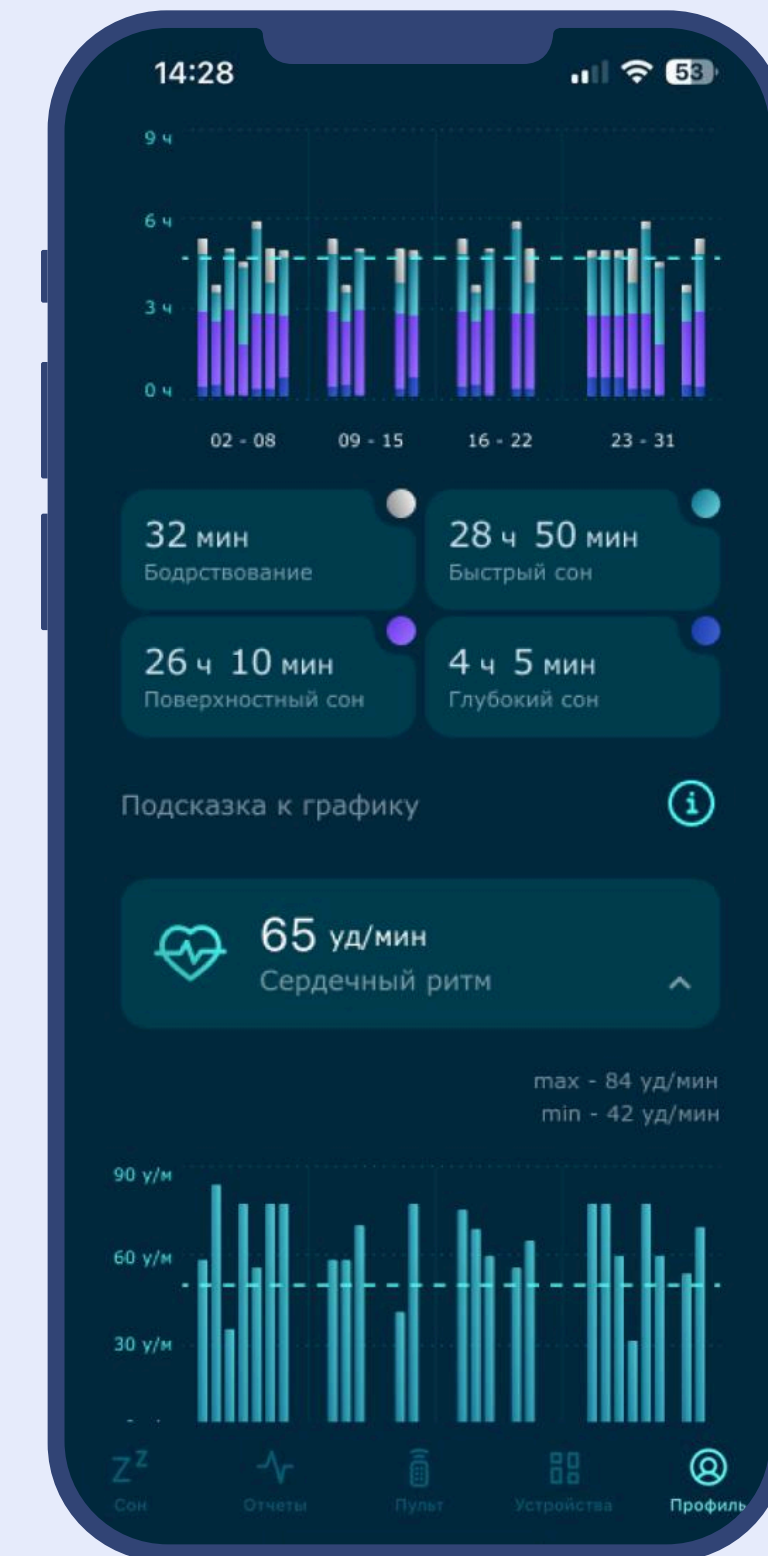 14:28
53
9 ч
6 ч
3 ч
0 ч
02 - 08 09 - 15 16 - 22 23 - 31
32 мин
Бодрствование
28 ч 50 мин
Быстрый сон
26 ч 10 мин
Поверхностный сон
4 ч 5 мин
Глубокий сон
Подсказка к графику
65 уд/мин
Сердечный ритм
max - 84 уд/мин
min - 42 уд/мин
90 у/м
60 у/м
30 у/м
Сон Отчеты Пульт Устройства Профиль